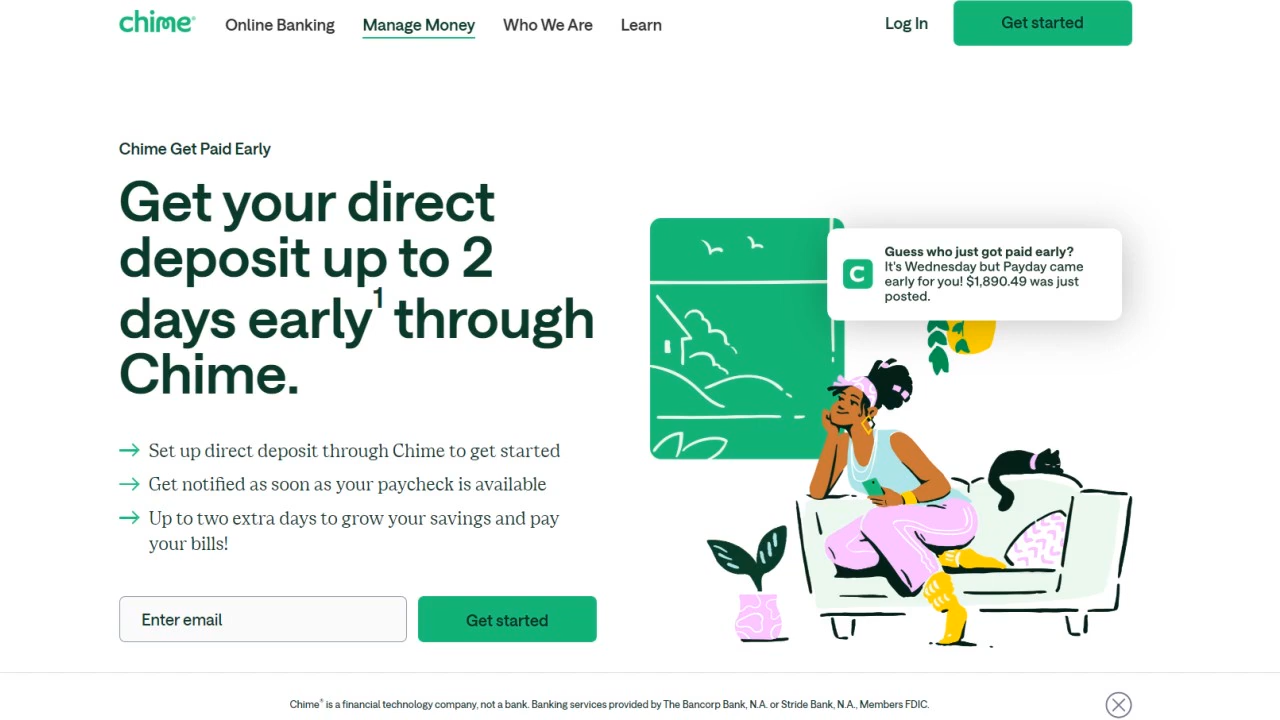 chime®
Online Banking
Manage Money
Who We Are
Learn
Log In
Get started
Chime Get Paid Early
Get your direct
deposit up to 2
days early¹ through
Chime.
→ Set up direct deposit through Chime to get started
→ Get notified as soon as your paycheck is available
→ Up to two extra days to grow your savings and pay
your bills!
Enter email
Get started
C
Guess who just got paid early?
It's Wednesday but Payday came
early for you! $1,890.49 was just
posted.
Chime® is a financial technology company, not a bank. Banking services provided by The Bancorp Bank, N.A. or Stride Bank, N.A., Members FDIC.